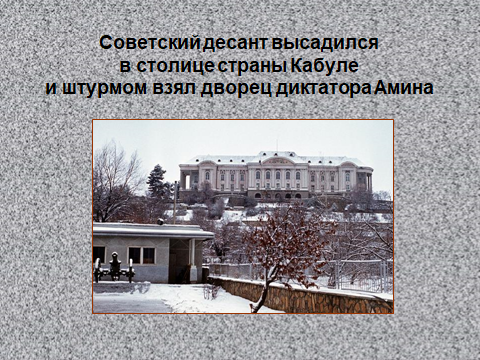 Советский десант высадился
в столице страны Кабуле
и штурмом взял дворец диктатора Амина